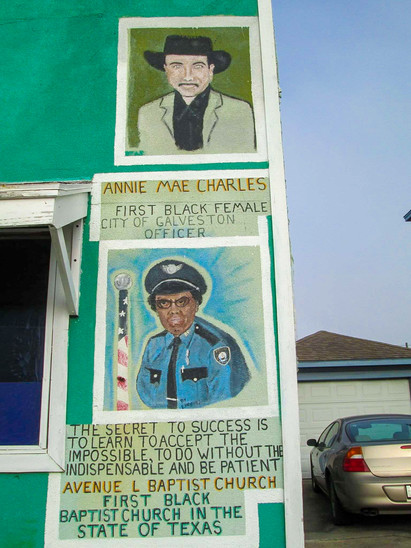 ANNIE MAE CHARLES
FIRST BLACK FEMALE
CITY OF GALVESTON
OFFICER
THE SECRET TO SUCCESS IS
TO LEARN TO ACCEPT THE
IMPOSSIBLE, TO DO WITHOUT THE
INDISPENSABLE AND BE PATIENT
AVENUE L BAPTIST CHURCH
FIRST BLACK
BAPTIST CHURCH IN THE
STATE OF TEXAS